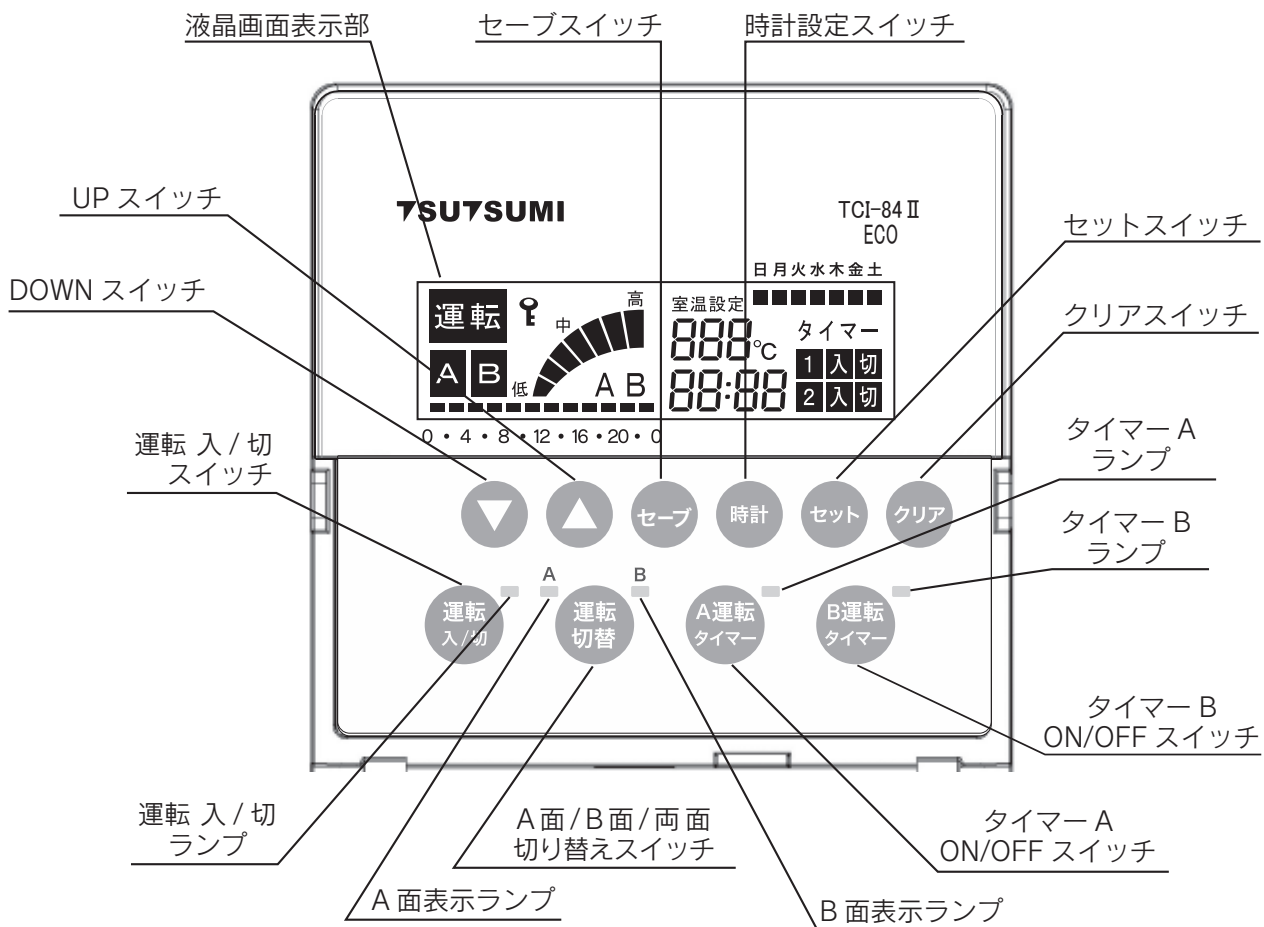 液晶画面表示部
セーブスイッチ
時計設定スイッチ
UP スイッチ
TSUTSUMI
TCI-84Ⅱ
ECO
セットスイッチ
DOWN スイッチ
日月火水木金土
クリアスイッチ
運転
中
高
室温設定
888℃
タイマー
1 入 切
A B
低
A B
88:88
2 入 切
0・4・8・12・16・20・0
運転 入 / 切
スイッチ
タイマー A
ランプ
セーブ
時計
セット
クリア
タイマー B
ランプ
A
B
運転
入/切
運転
切替
A運転
タイマー
B運転
タイマー
タイマー B
ON/OFF スイッチ
運転 入 / 切
ランプ
A面/B面/両面
切り替えスイッチ
タイマー A
ON/OFF スイッチ
A 面表示ランプ
B 面表示ランプ